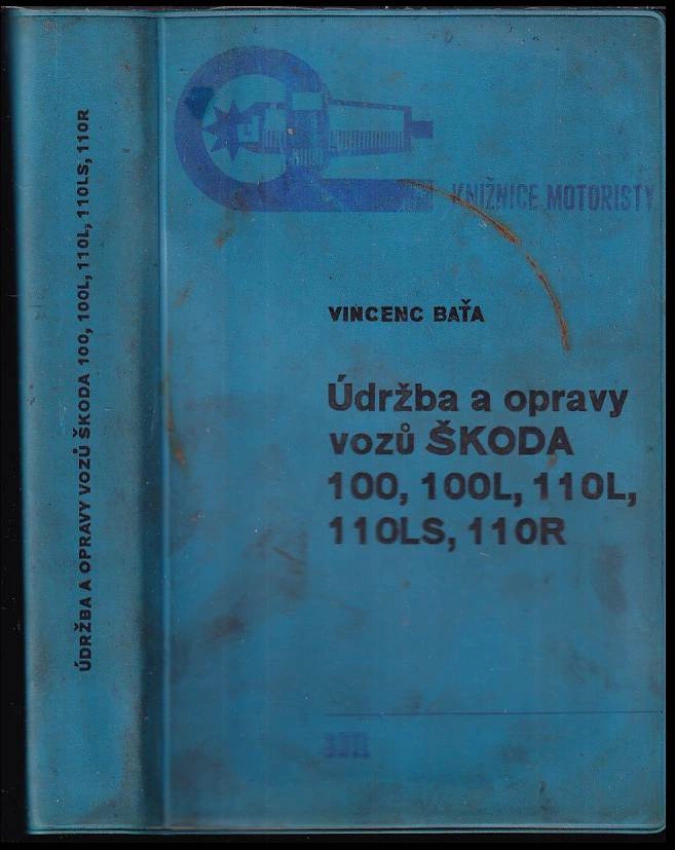 ÚDRŽBA A OPRAVY VOZŮ ŠKODA 100, 100L, 110L, 110LS, 110R
KNIŽNICE MOTORISTY
VINCENC BAŤA
Údržba a opravy
vozů ŠKODA
100, 100L, 110L,
110LS, 110R